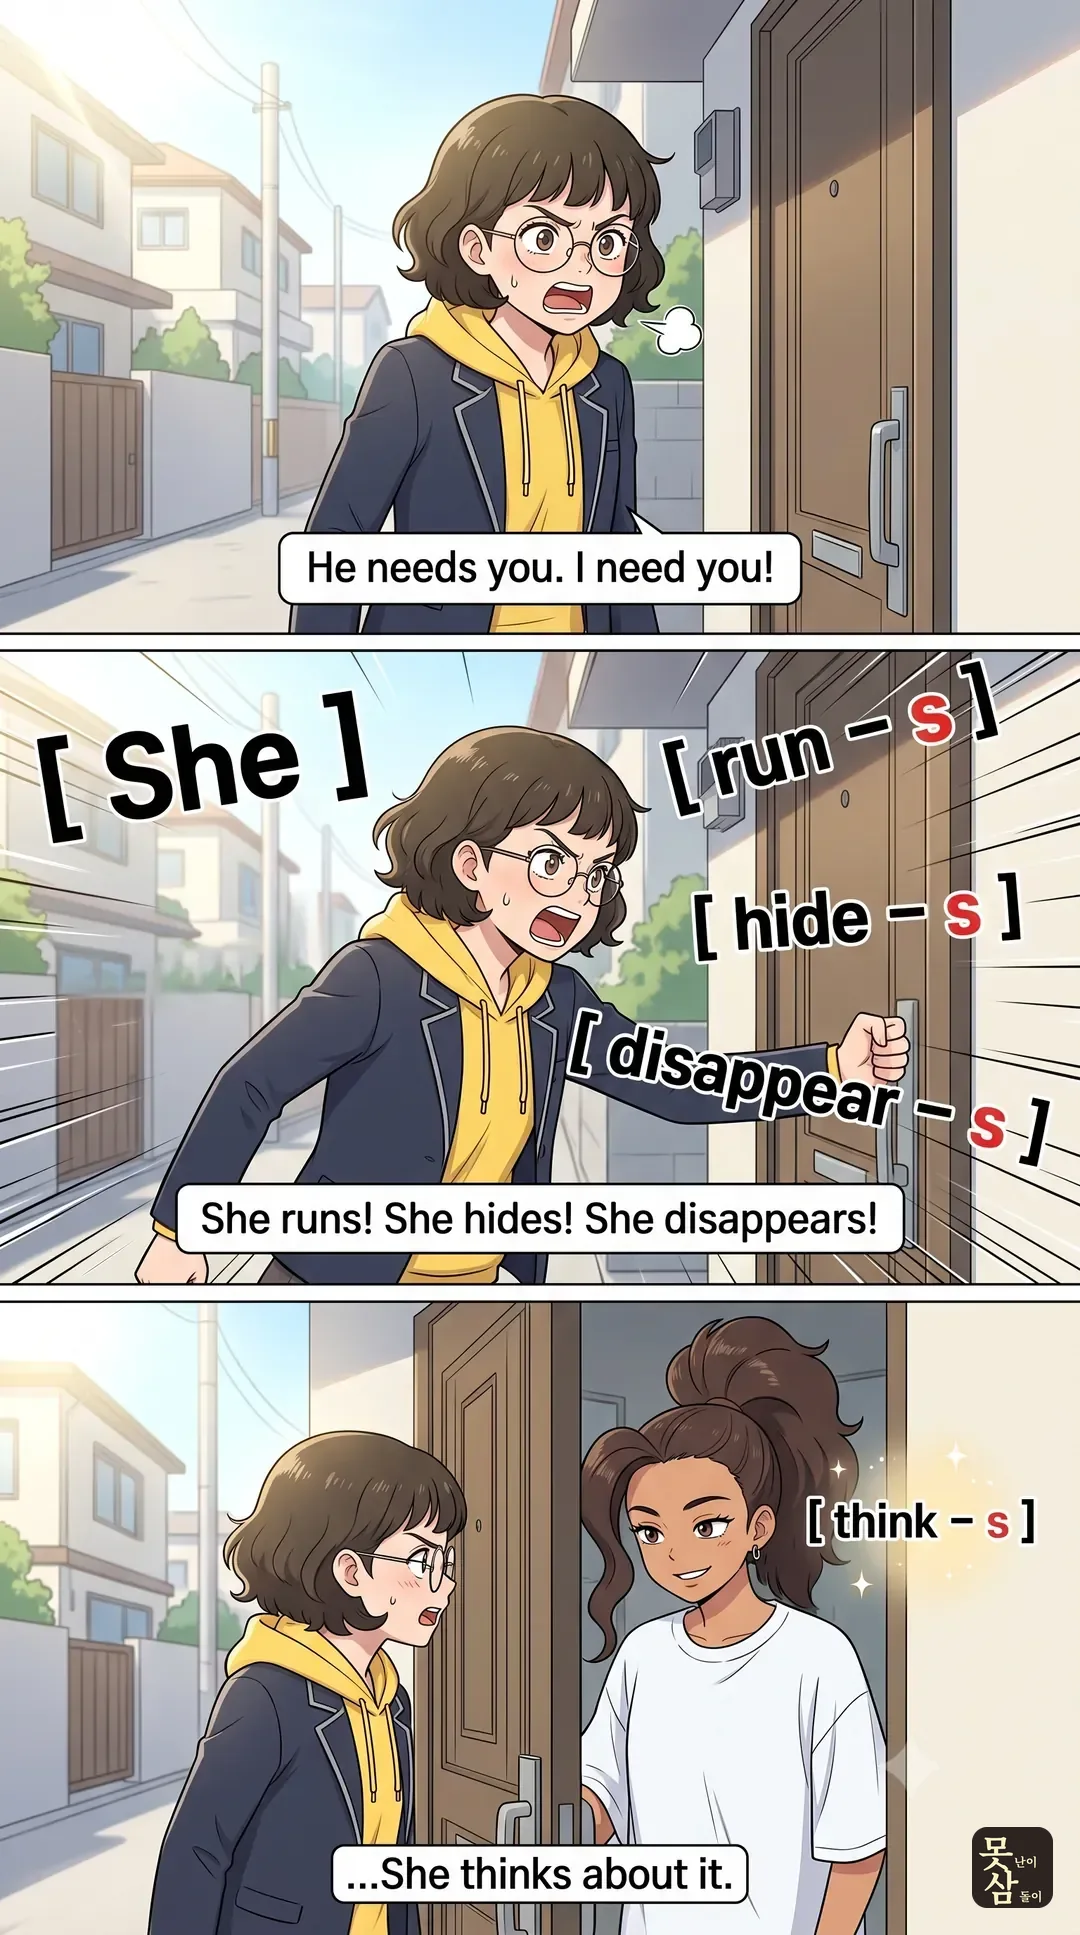 He needs you. I need you!
[ She ]
[ run - s ]
[ hide - s ]
[ disappear - s ]
She runs! She hides! She disappears!
[ think - s ]
...She thinks about it.
못난이
삼돌이